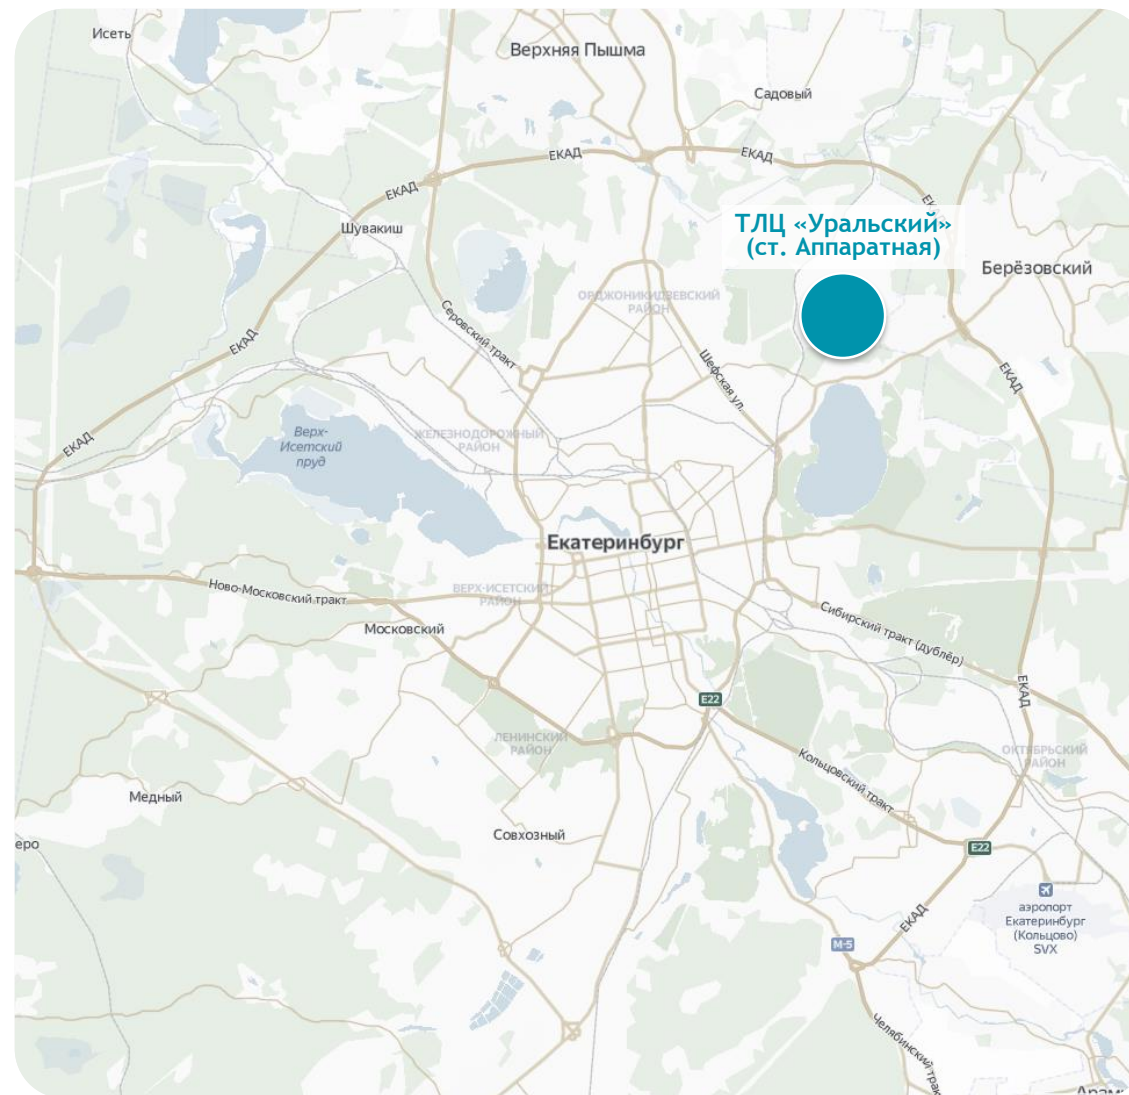 Исеть
Верхняя Пышма
Садовый
ЕКАД
ЕКАД
ЕКАД
Шувакиш
ТЛЦ «Уральский»
(ст. Аппаратная)
Берёзовский
ОРДЖОНИКИДЗЕВСКИЙ
РАЙОН
Серовский тракт
ЕКАД
Шефская ул.
ЕКАД
ЕКАД
Верх-
Исетский
пруд
ЖЕЛЕЗНОДОРОЖНЫЙ
РАЙОН
Екатеринбург
Ново-Московский тракт
ВЕРХ-ИСЕТСКИЙ
РАЙОН
Московский
Сибирский тракт (дублёр)
ЕКАД
E22
ЛЕНИНСКИЙ
РАЙОН
ОКТЯБРЬСКИЙ
РАЙОН
Кольцовский тракт
Медный
Совхозный
еро
E22
аэропорт
Екатеринбург
(Кольцово)
SVX
ЕКАД
М-5
Челябинский трак